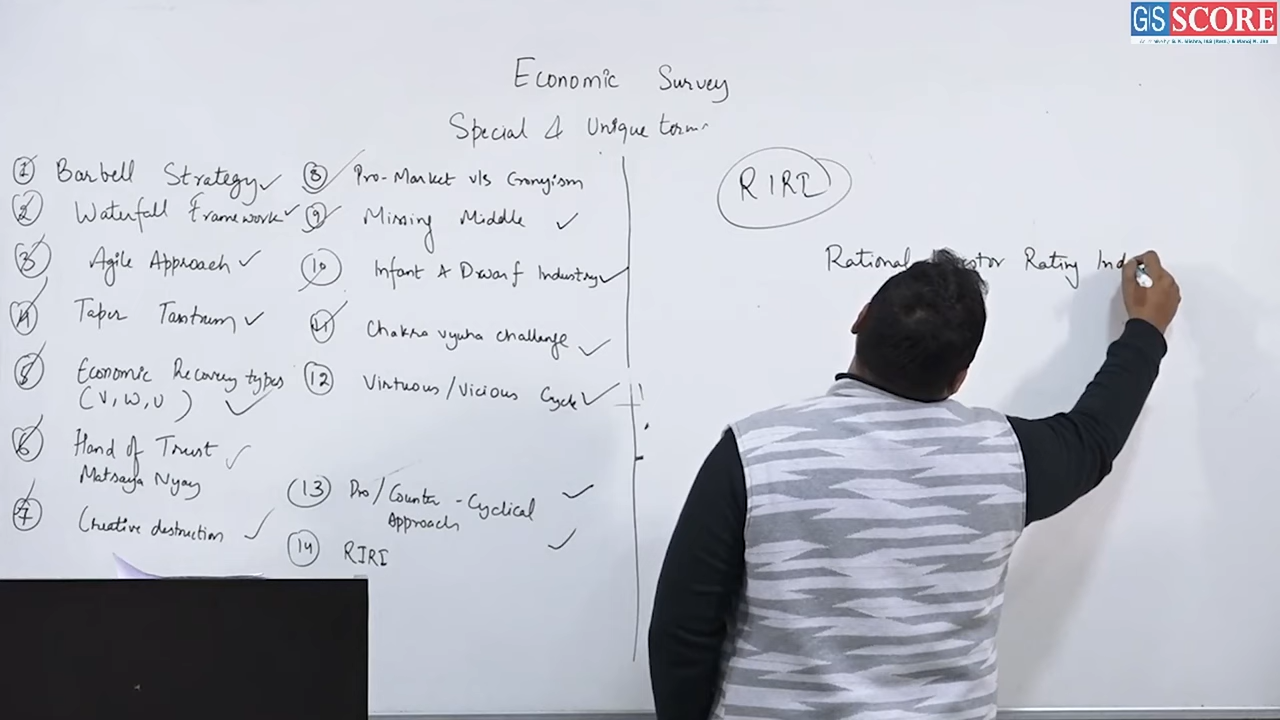 GS SCORE
Economic Survey
Special & Unique terms
1 Barbell Strategy
2 Waterfall Framework
3 Agile Approach
4 Taper Tantrum
5 Economic Recovery types
(V, W, U)
6 Hand of Trust
Matsaya Nyay
7 Creative destruction
8 Pro-Market v/s Cronyism
9 Missing Middle
10 Infant & Dwarf Industry
11 Chakra vyuha challenge
12 Virtuous/Vicious Cycle
13 Pro/Counter-Cyclical
Approach
14 RIRI
RIRI
Rational Rating Ind